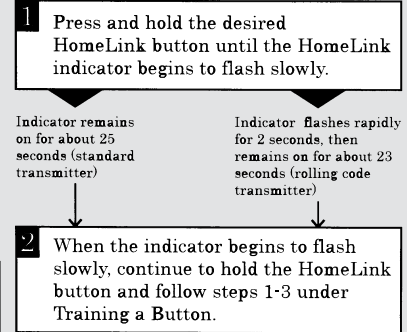 1
Press and hold the desired
HomeLink button until the HomeLink
indicator begins to flash slowly.
Indicator remains
on for about 25
seconds (standard
transmitter)
Indicator flashes rapidly
for 2 seconds, then
remains on for about 23
seconds (rolling code
transmitter)
2
When the indicator begins to flash
slowly, continue to hold the HomeLink
button and follow steps 1-3 under
Training a Button.